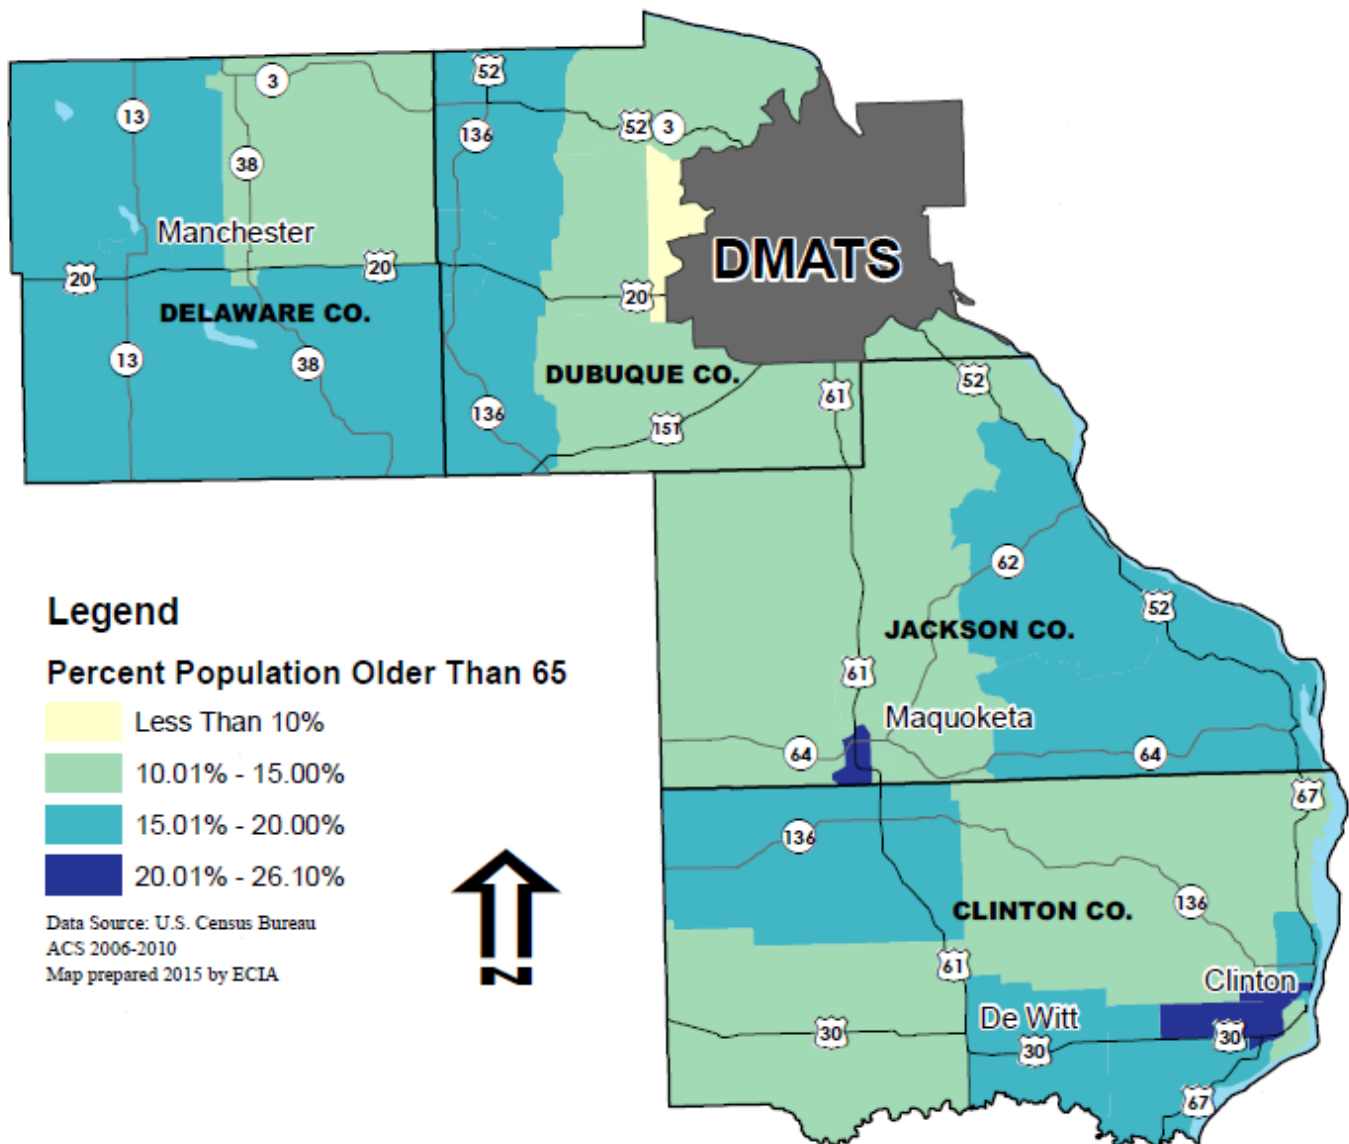 52
3
13
52
3
136
38
Manchester
DMATS
20
20
20
DELAWARE CO.
13
38
DUBUQUE CO.
52
61
136
151
62
Legend
52
JACKSON CO.
Percent Population Older Than 65
61
Less Than 10%
Maquoketa
64
64
10.01% - 15.00%
67
15.01% - 20.00%
136
20.01% - 26.10%
136
CLINTON CO.
Data Source: U.S. Census Bureau
ACS 2006-2010
Map prepared 2015 by ECIA
61
N
Clinton
De Witt
30
30
30
67